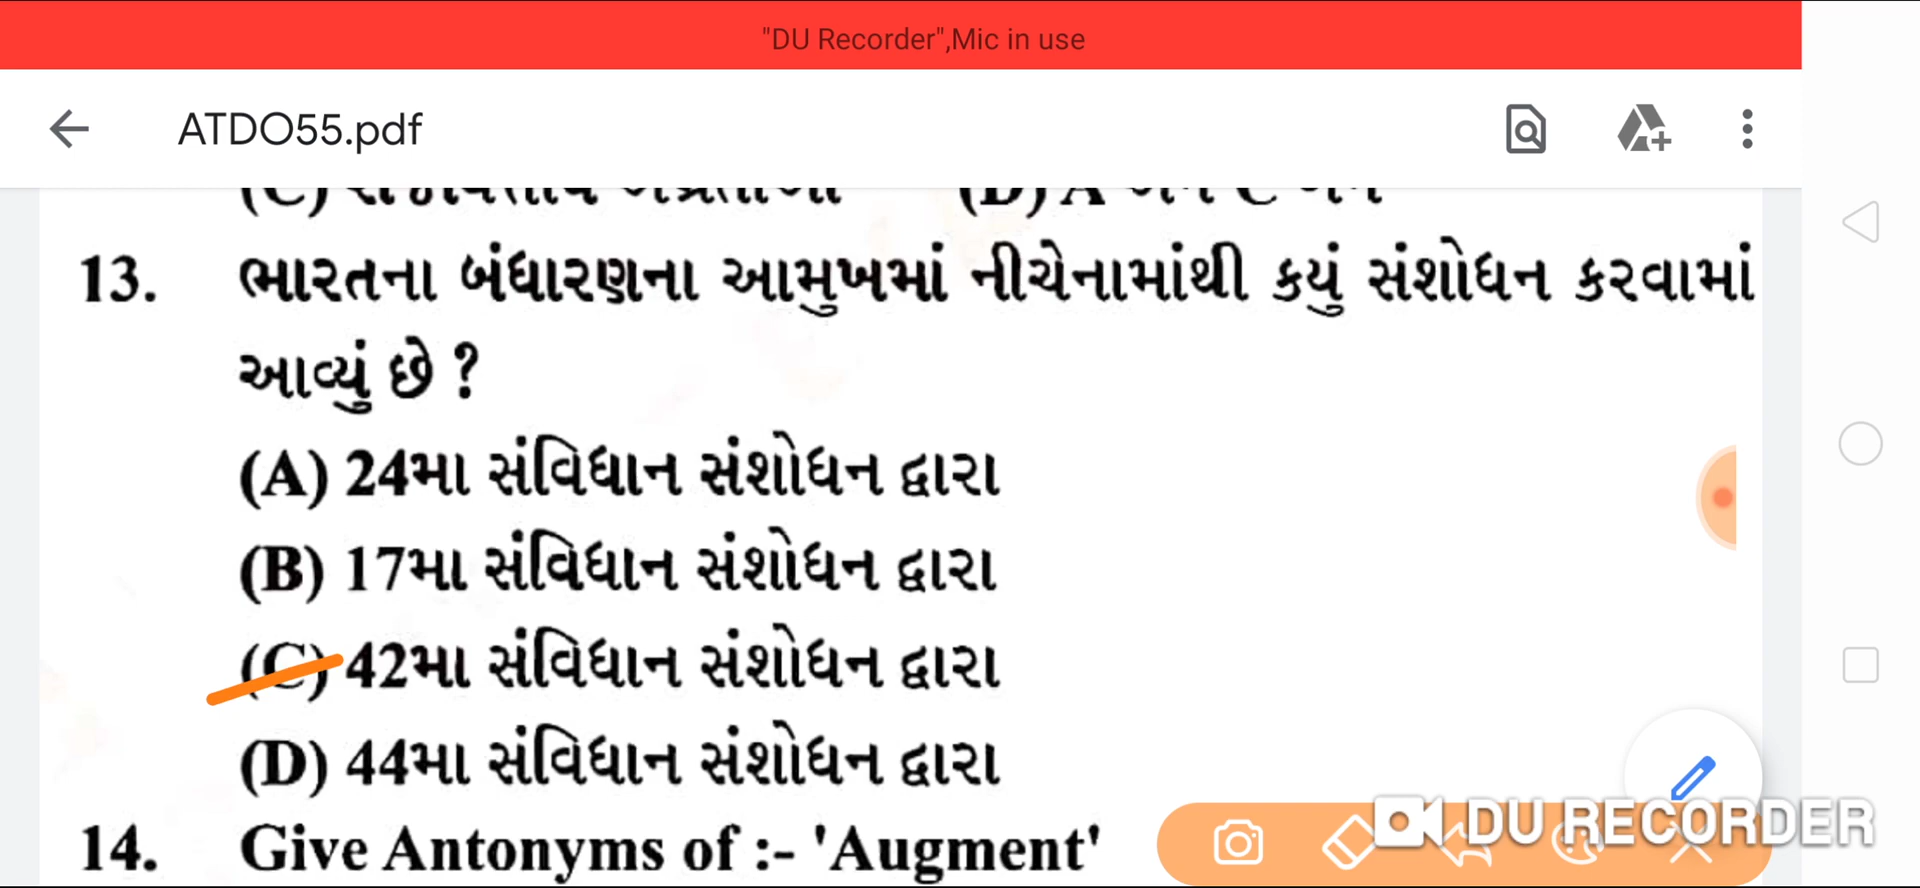 "DU Recorder",Mic in use
ATDO55.pdf
13. ભારતના બંધારણના આમુખમાં નીચેનામાંથી કયું સંશોધન કરવામાં
આવ્યું છે ?
(A) 24મા સંવિધાન સંશોધન દ્વારા
(B) 17મા સંવિધાન સંશોધન દ્વારા
(C) 42મા સંવિધાન સંશોધન દ્વારા
(D) 44મા સંવિધાન સંશોધન દ્વારા
14. Give Antonyms of :- 'Augment'
DU RECORDER